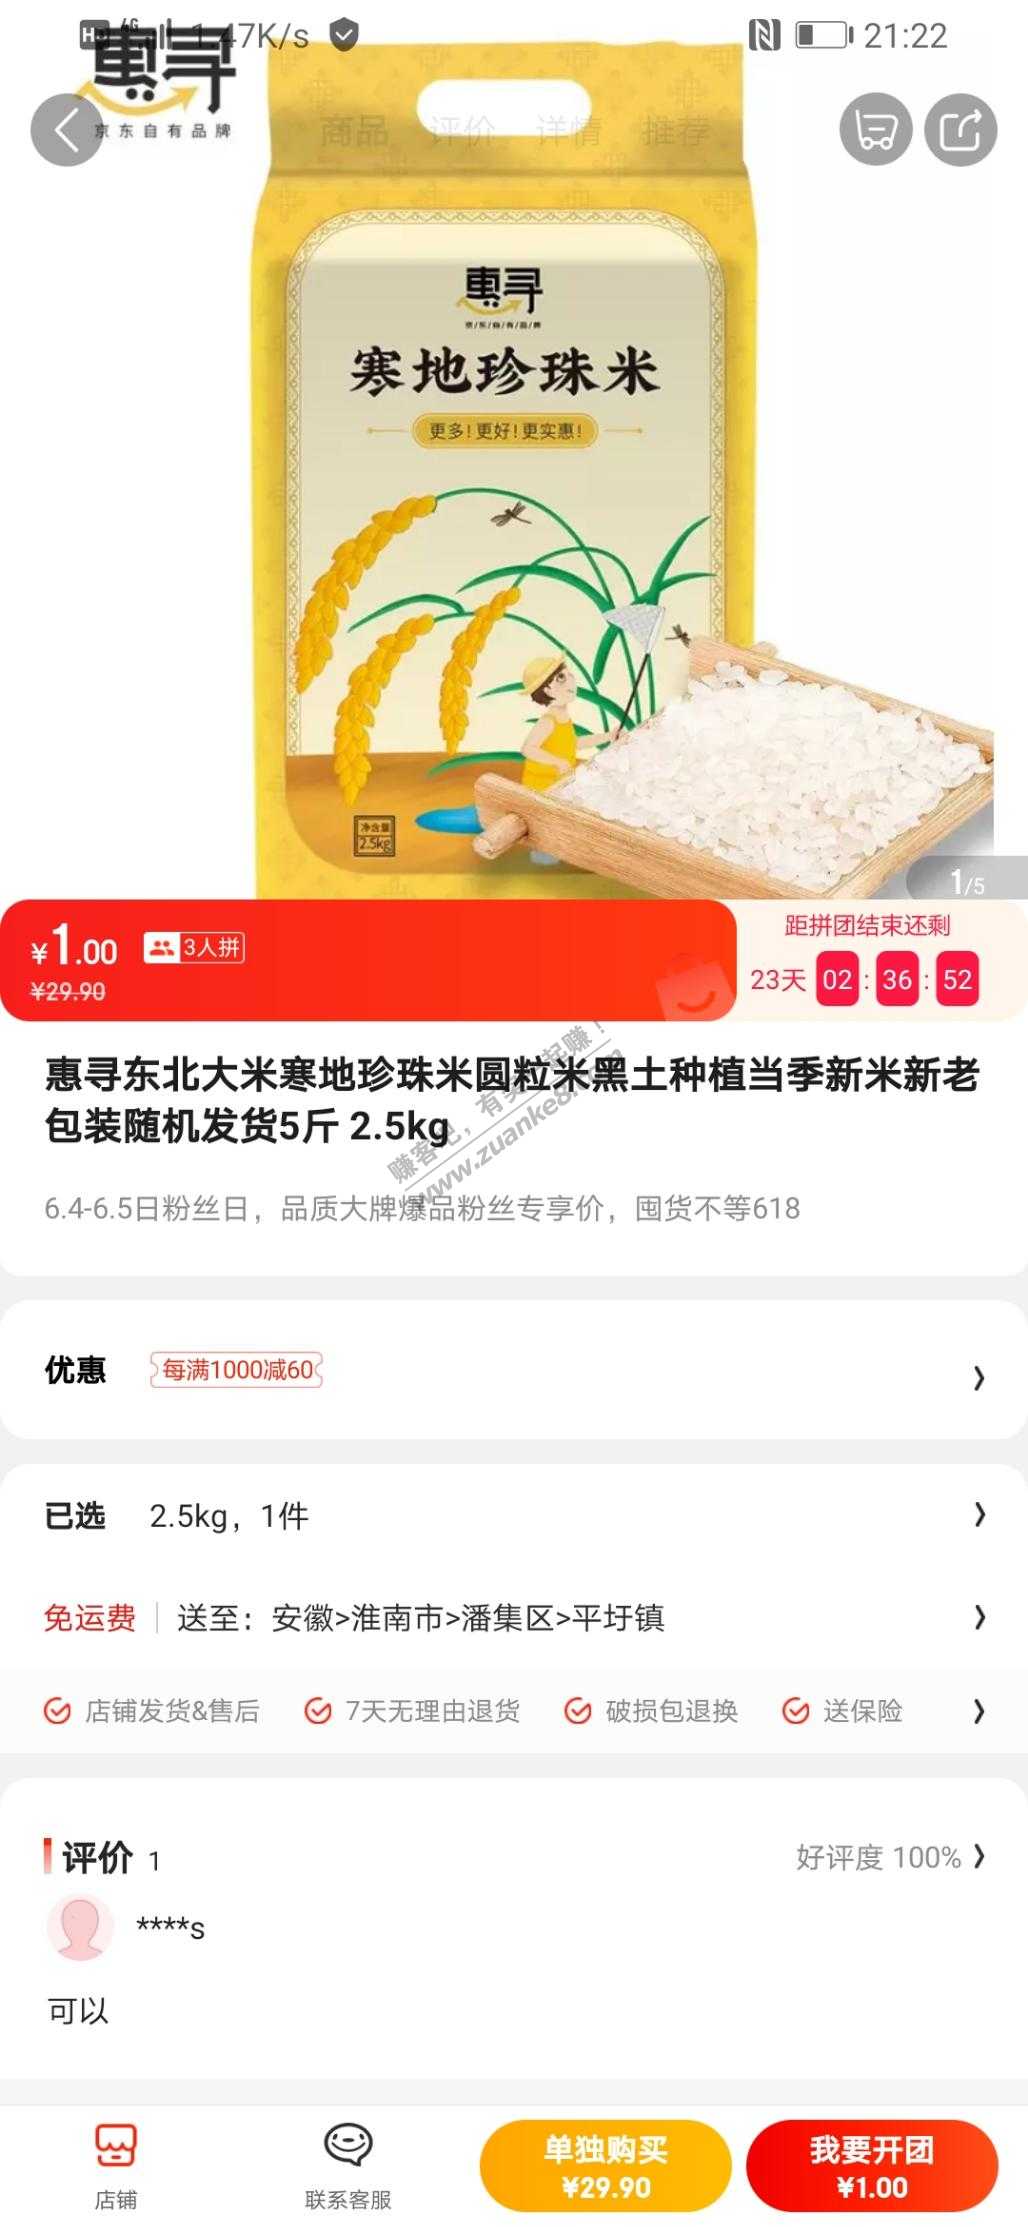 4G
1.47K/s
21:22
惠寻
京东自有品牌
商品 评价 详情 推荐
惠寻
京/东/自/有/品/牌
寒地珍珠米
更多!更好!更实惠!
净含量
2.5kg
1/5
¥1.00 3人拼
¥29.90
距拼团结束还剩
23天 02:36:52
惠寻东北大米寒地珍珠米圆粒米黑土种植当季新米新老
包装随机发货5斤 2.5kg
赚客吧,有奖一起赚!
www.zuanke8.com
6.4-6.5日粉丝日，品质大牌爆品粉丝专享价，囤货不等618
优惠 每满1000减60
已选 2.5kg，1件
免运费 送至：安徽>淮南市>潘集区>平圩镇
店铺发货&售后 7天无理由退货 破损包退换 送保险
评价 1 好评度 100%
****s
可以
店铺
联系客服
单独购买
¥29.90
我要开团
¥1.00